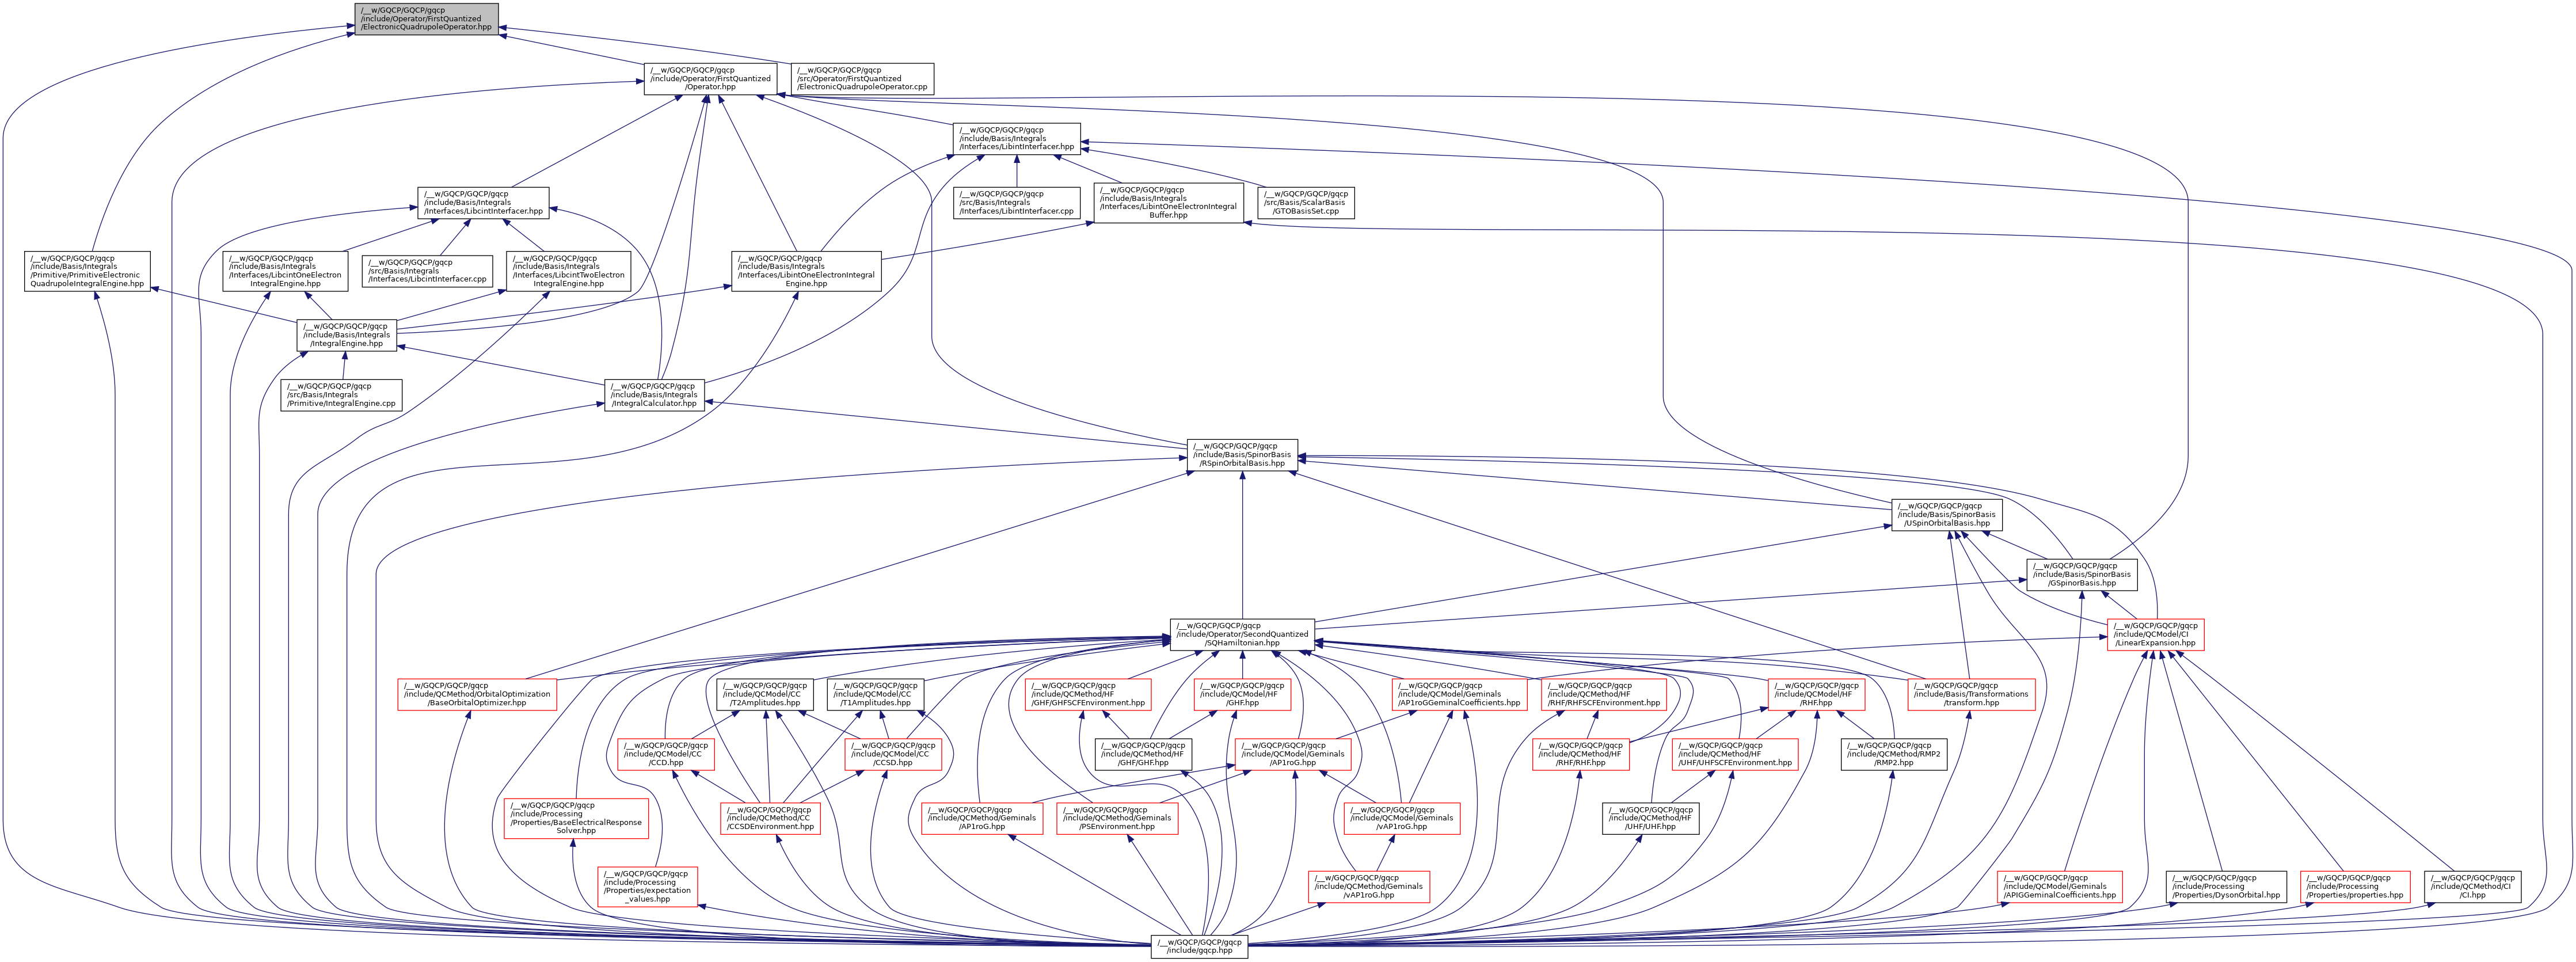 /__w/GQCP/GQCP/gqcp
/include/Operator/FirstQuantized
/ElectronicQuadrupoleOperator.hpp
/__w/GQCP/GQCP/gqcp
/include/Operator/FirstQuantized
/Operator.hpp
/__w/GQCP/GQCP/gqcp
/src/Operator/FirstQuantized
/ElectronicQuadrupoleOperator.cpp
/__w/GQCP/GQCP/gqcp
/include/Basis/Integrals
/Interfaces/LibintInterfacer.hpp
/__w/GQCP/GQCP/gqcp
/include/Basis/Integrals
/Interfaces/LibcintInterfacer.hpp
/__w/GQCP/GQCP/gqcp
/src/Basis/Integrals
/Interfaces/LibintInterfacer.cpp
/__w/GQCP/GQCP/gqcp
/include/Basis/Integrals
/Interfaces/LibintOneElectronIntegral
Buffer.hpp
/__w/GQCP/GQCP/gqcp
/src/Basis/ScalarBasis
/GTOBasisSet.cpp
/__w/GQCP/GQCP/gqcp
/include/Basis/Integrals
/Primitive/PrimitiveElectronic
QuadrupoleIntegralEngine.hpp
/__w/GQCP/GQCP/gqcp
/include/Basis/Integrals
/Interfaces/LibcintOneElectron
IntegralEngine.hpp
/__w/GQCP/GQCP/gqcp
/src/Basis/Integrals
/Interfaces/LibcintInterfacer.cpp
/__w/GQCP/GQCP/gqcp
/include/Basis/Integrals
/Interfaces/LibcintTwoElectron
IntegralEngine.hpp
/__w/GQCP/GQCP/gqcp
/include/Basis/Integrals
/Interfaces/LibintOneElectronIntegral
Engine.hpp
/__w/GQCP/GQCP/gqcp
/include/Basis/Integrals
/IntegralEngine.hpp
/__w/GQCP/GQCP/gqcp
/src/Basis/Integrals
/Primitive/IntegralEngine.cpp
/__w/GQCP/GQCP/gqcp
/include/Basis/Integrals
/IntegralCalculator.hpp
/__w/GQCP/GQCP/gqcp
/include/Basis/SpinorBasis
/RSpinOrbitalBasis.hpp
/__w/GQCP/GQCP/gqcp
/include/Basis/SpinorBasis
/USpinOrbitalBasis.hpp
/__w/GQCP/GQCP/gqcp
/include/Basis/SpinorBasis
/GSpinorBasis.hpp
/__w/GQCP/GQCP/gqcp
/include/Operator/SecondQuantized
/SQHamiltonian.hpp
/__w/GQCP/GQCP/gqcp
/include/QCModel/CI
/LinearExpansion.hpp
/__w/GQCP/GQCP/gqcp
/include/QCMethod/OrbitalOptimization
/BaseOrbitalOptimizer.hpp
/__w/GQCP/GQCP/gqcp
/include/QCModel/CC
/T2Amplitudes.hpp
/__w/GQCP/GQCP/gqcp
/include/QCModel/CC
/T1Amplitudes.hpp
/__w/GQCP/GQCP/gqcp
/include/QCMethod/HF
/GHF/GHFSCFEnvironment.hpp
/__w/GQCP/GQCP/gqcp
/include/QCModel/HF
/GHF.hpp
/__w/GQCP/GQCP/gqcp
/include/QCModel/Geminals
/AP1roGGeminalCoefficients.hpp
/__w/GQCP/GQCP/gqcp
/include/QCMethod/HF
/RHF/RHFSCFEnvironment.hpp
/__w/GQCP/GQCP/gqcp
/include/QCModel/HF
/RHF.hpp
/__w/GQCP/GQCP/gqcp
/include/Basis/Transformations
/transform.hpp
/__w/GQCP/GQCP/gqcp
/include/QCModel/CC
/CCD.hpp
/__w/GQCP/GQCP/gqcp
/include/QCModel/CC
/CCSD.hpp
/__w/GQCP/GQCP/gqcp
/include/QCMethod/HF
/GHF/GHF.hpp
/__w/GQCP/GQCP/gqcp
/include/QCModel/Geminals
/AP1roG.hpp
/__w/GQCP/GQCP/gqcp
/include/QCMethod/HF
/RHF/RHF.hpp
/__w/GQCP/GQCP/gqcp
/include/QCMethod/HF
/UHF/UHFSCFEnvironment.hpp
/__w/GQCP/GQCP/gqcp
/include/QCMethod/RMP2
/RMP2.hpp
/__w/GQCP/GQCP/gqcp
/include/Processing
/Properties/BaseElectricalResponse
Solver.hpp
/__w/GQCP/GQCP/gqcp
/include/QCMethod/CC
/CCSDEnvironment.hpp
/__w/GQCP/GQCP/gqcp
/include/QCMethod/Geminals
/AP1roG.hpp
/__w/GQCP/GQCP/gqcp
/include/QCMethod/Geminals
/PSEnvironment.hpp
/__w/GQCP/GQCP/gqcp
/include/QCModel/Geminals
/vAP1roG.hpp
/__w/GQCP/GQCP/gqcp
/include/QCMethod/HF
/UHF/UHF.hpp
/__w/GQCP/GQCP/gqcp
/include/Processing
/Properties/expectation
_values.hpp
/__w/GQCP/GQCP/gqcp
/include/QCMethod/Geminals
/vAP1roG.hpp
/__w/GQCP/GQCP/gqcp
/include/QCModel/Geminals
/APIGGeminalCoefficients.hpp
/__w/GQCP/GQCP/gqcp
/include/Processing
/Properties/DysonOrbital.hpp
/__w/GQCP/GQCP/gqcp
/include/Processing
/Properties/properties.hpp
/__w/GQCP/GQCP/gqcp
/include/QCMethod/CI
/CI.hpp
/__w/GQCP/GQCP/gqcp
/include/gqcp.hpp